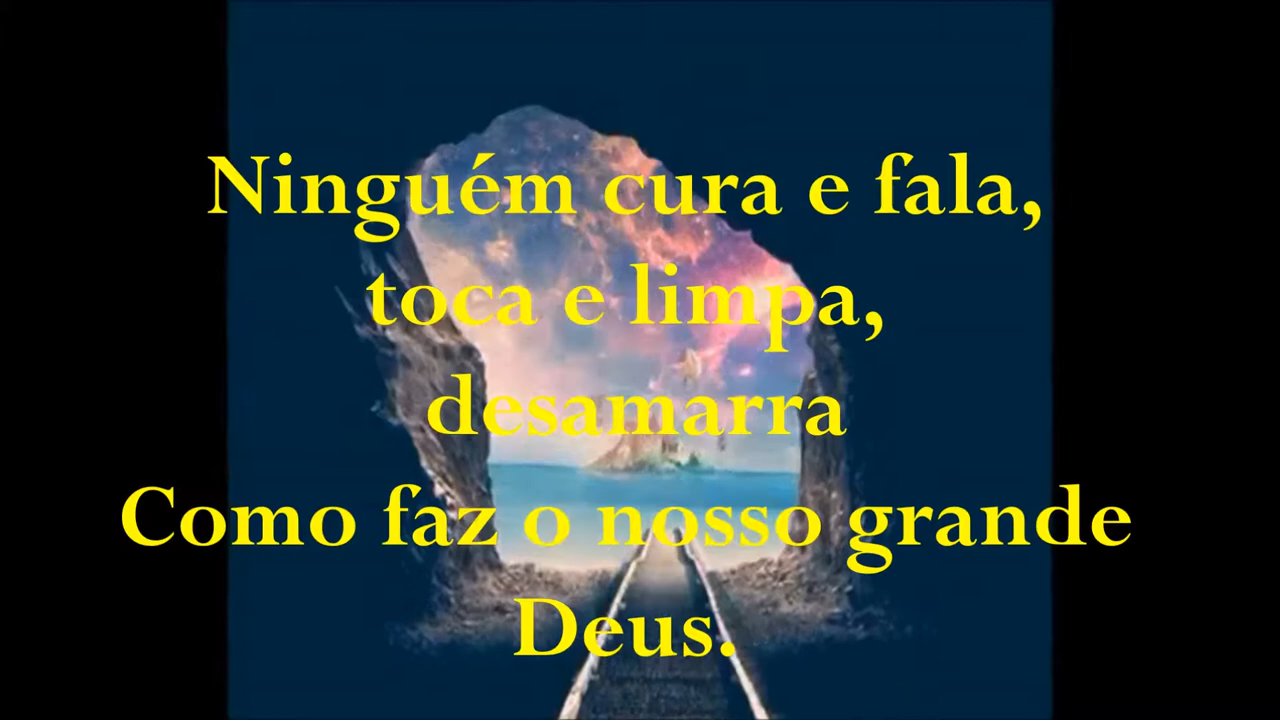 Ninguém cura e fala,
toca e limpa,
desamarra
Como faz o nosso grande
Deus.